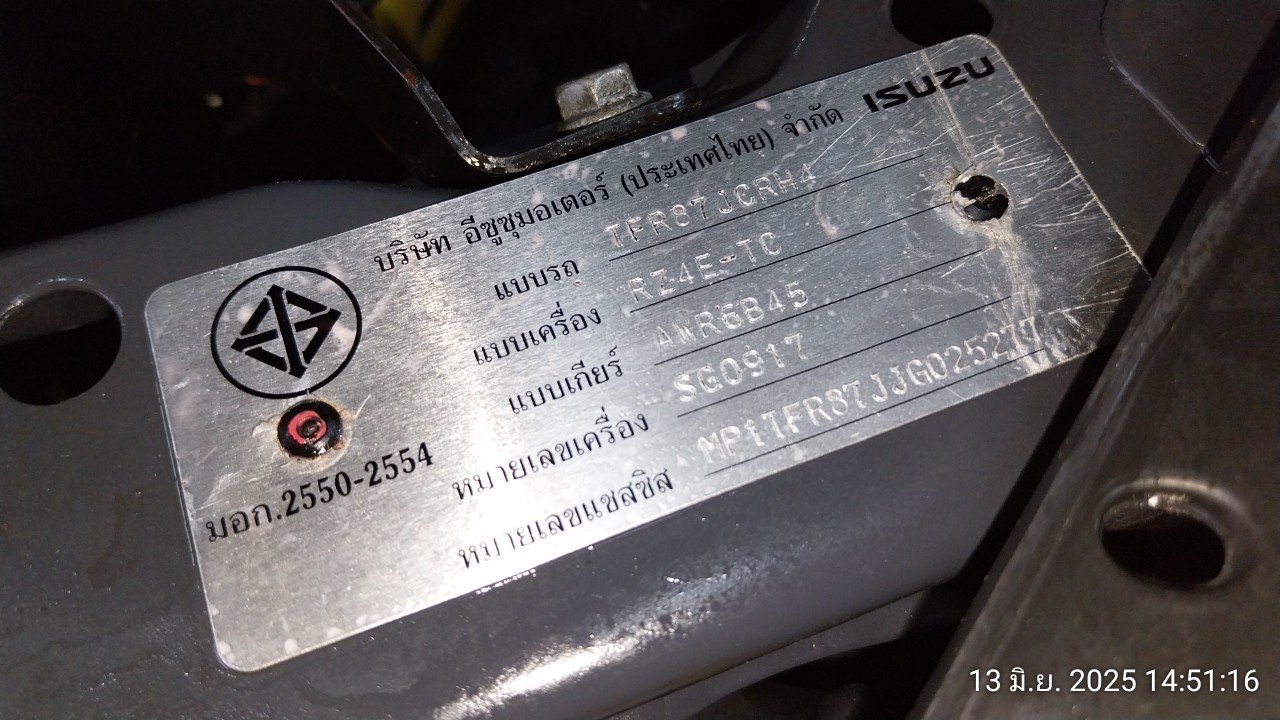 ISUZU
บริษัท อีซูซุมอเตอร์ (ประเทศไทย) จำกัด
แบบรถ TFR87JCRH4
แบบเครื่อง RZ4E-TC
แบบเกียร์ AWR6B45
หมายเลขเครื่อง SG0917
หมายเลขแชสซิส
มอก.2550-2554
13 มิ.ย. 2025 14:51:16